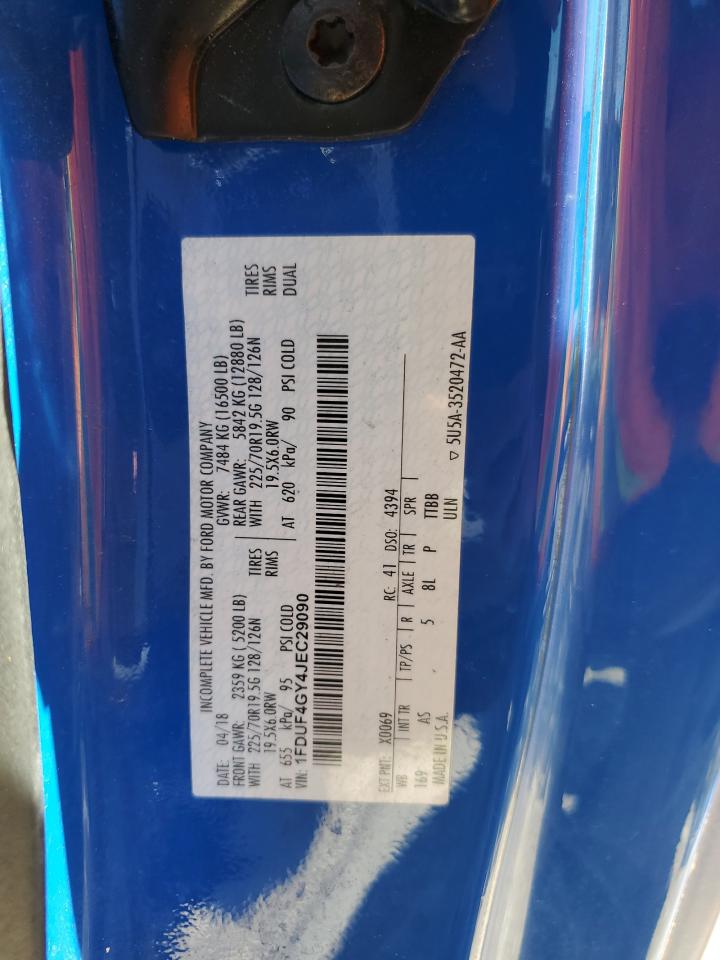 INCOMPLETE VEHICLE MFD. BY FORD MOTOR COMPANY
DATE: 04/18 GVWR: 7484 KG (16500 LB)
FRONT GAWR: 2359 KG ( 5200 LB) REAR GAWR: 5842 KG (12880 LB)
WITH 225/70R19.5G 128/126N TIRES WITH 225/70R19.5G 128/126N TIRES
19.5X6.0RW RIMS 19.5X6.0RW RIMS
AT 655 kPa/ 95 PSI COLD AT 620 kPa/ 90 PSI COLD DUAL
VIN: 1FDUF4GY4JEC29090
EXT PNT: X0069 RC: 41 DSO: 4394
WB INT TR TP/PS R AXLE TR SPR
169 AS 5 8L P TTBB
MADE IN U.S.A. ULN ▽ 5U5A-3520472-AA